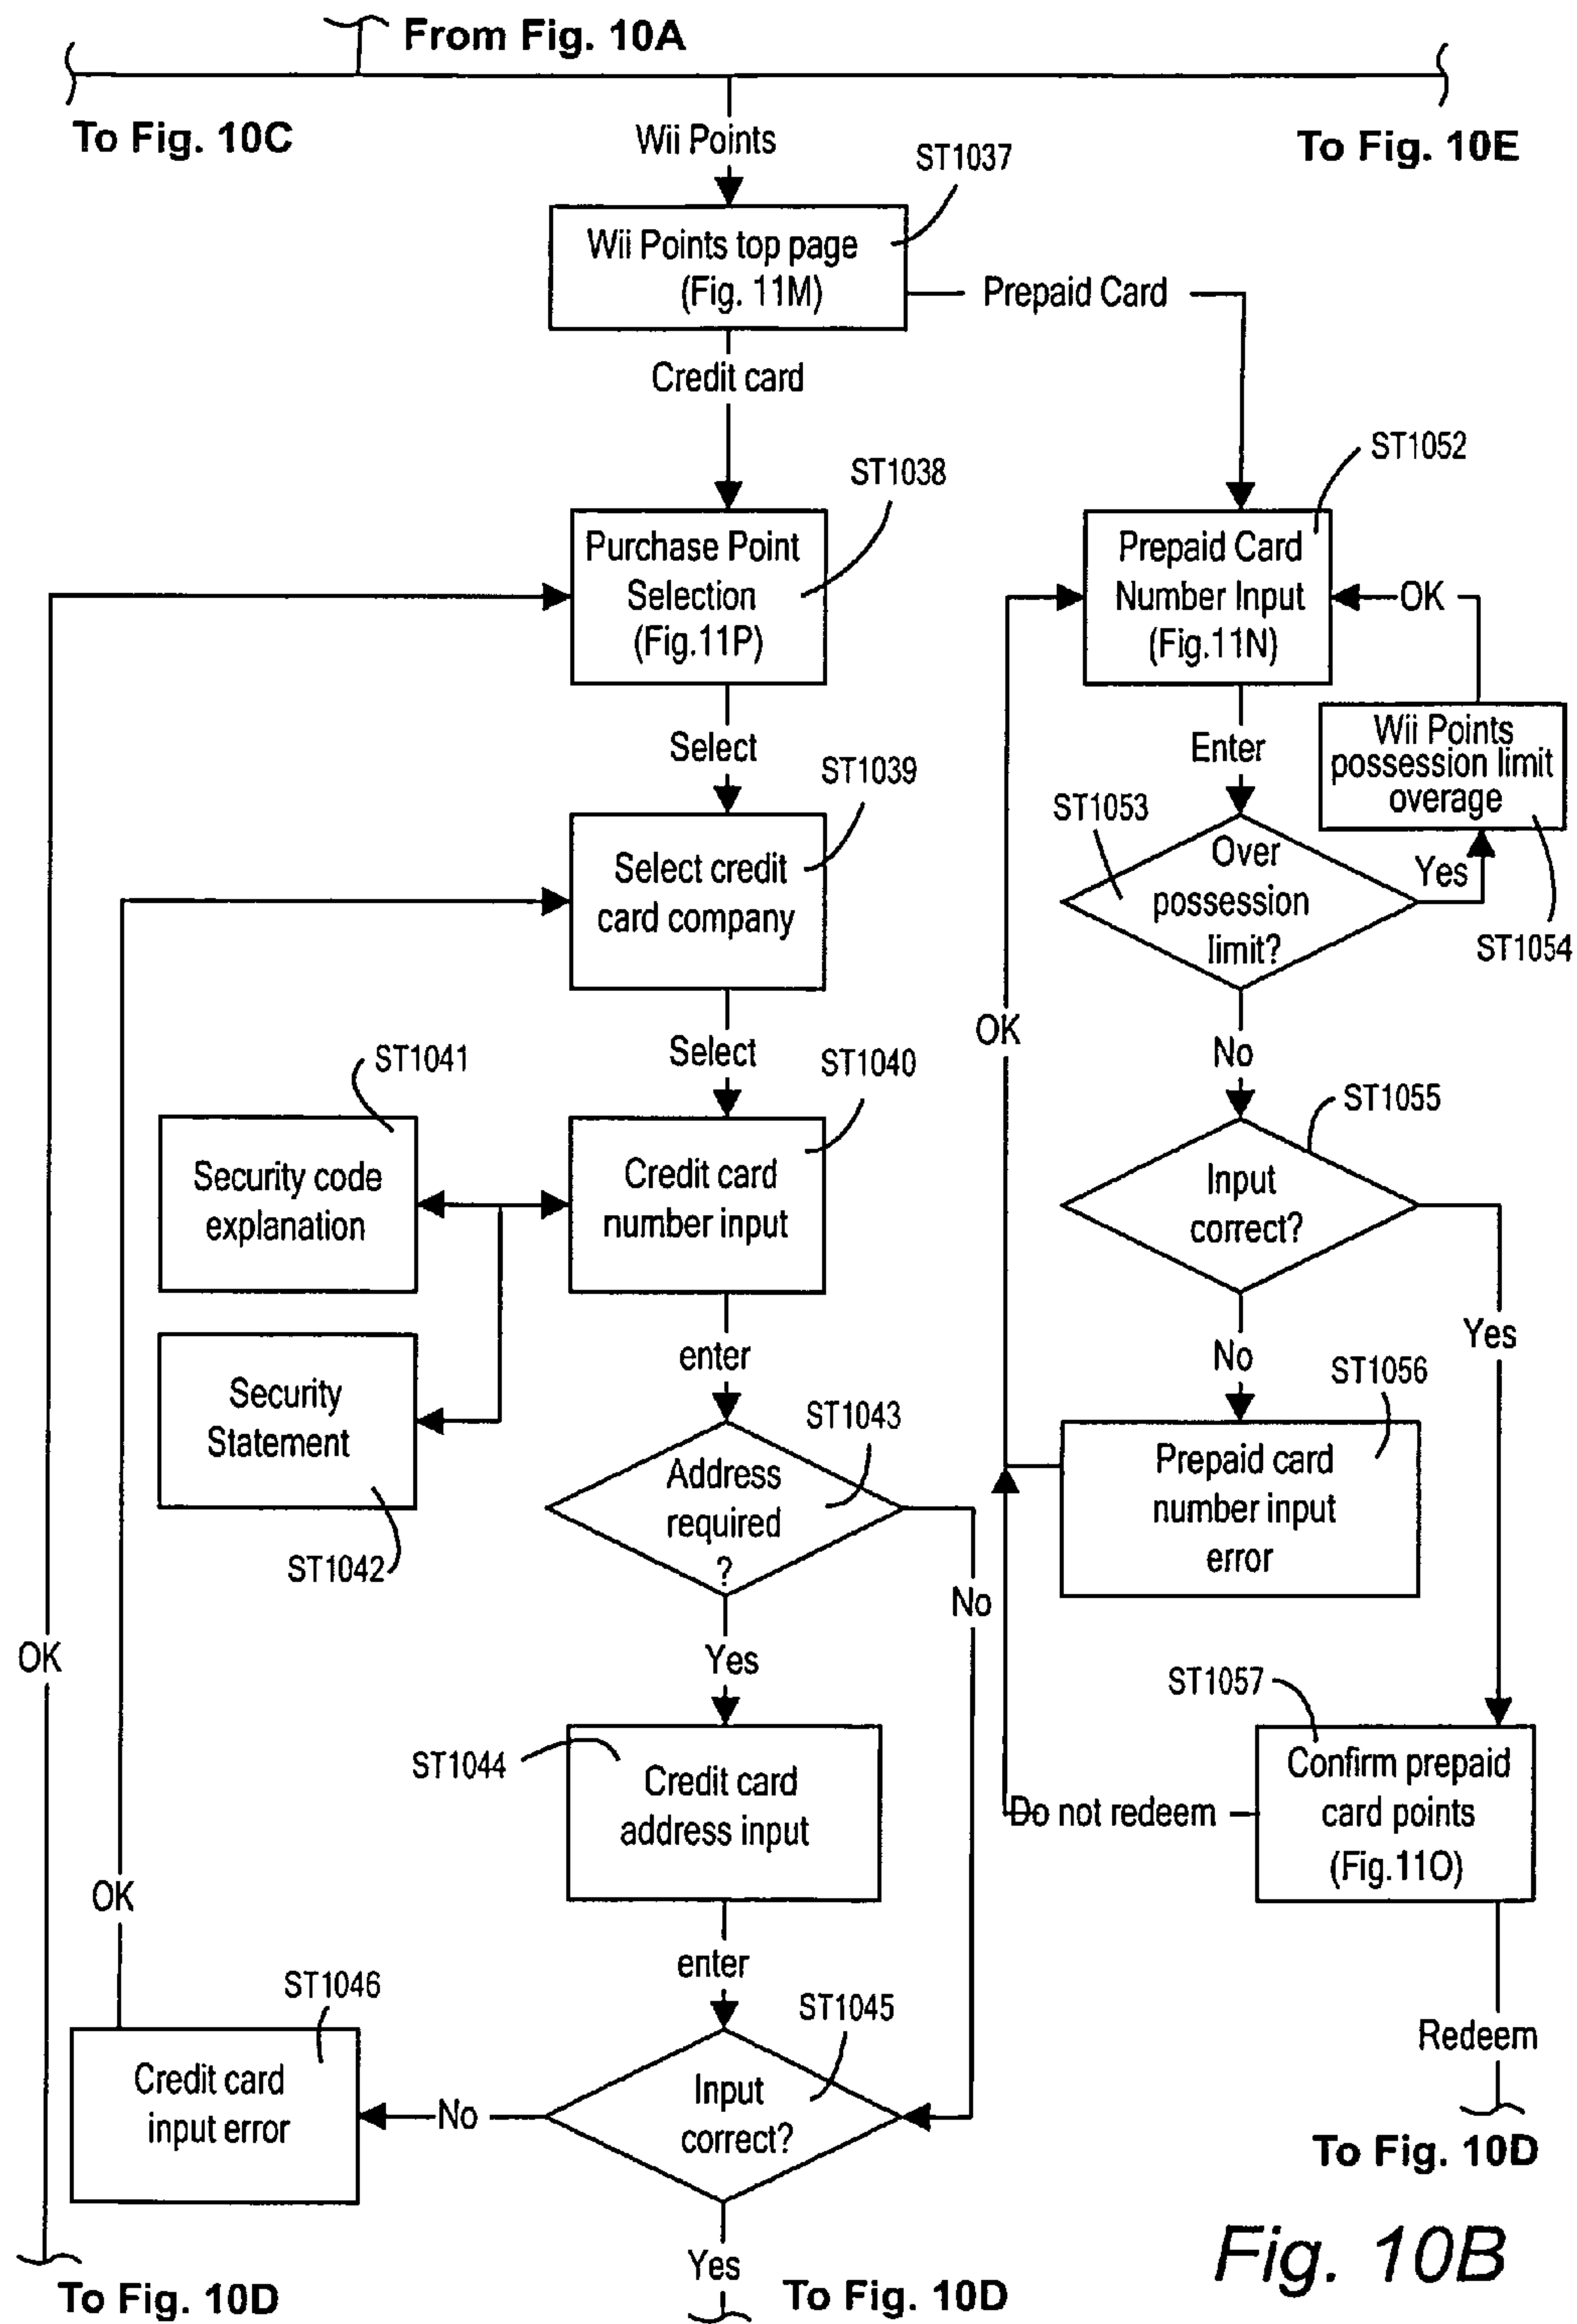 From Fig. 10A
To Fig. 10C
To Fig. 10E
Wii Points
ST1037
Wii Points top page
(Fig. 11M)
Prepaid Card
Credit card
ST1038
Purchase Point
Selection
(Fig.11P)
ST1052
Prepaid Card
Number Input
(Fig.11N)
OK
Select
Enter
Wii Points
possession limit
overage
ST1039
Select credit
card company
ST1053
Over
possession
limit?
Yes
ST1054
OK
Select
No
ST1041
ST1040
ST1055
Security code
explanation
Credit card
number input
Input
correct?
Yes
enter
No
ST1056
Security
Statement
ST1042
ST1043
Address
required
?
Prepaid card
number input
error
No
OK
Yes
ST1057
ST1044
Credit card
address input
Do not redeem
Confirm prepaid
card points
(Fig.11O)
OK
enter
ST1046
ST1045
Redeem
Credit card
input error
No
Input
correct?
To Fig. 10D
Yes
To Fig. 10D
To Fig. 10D
Fig. 10B